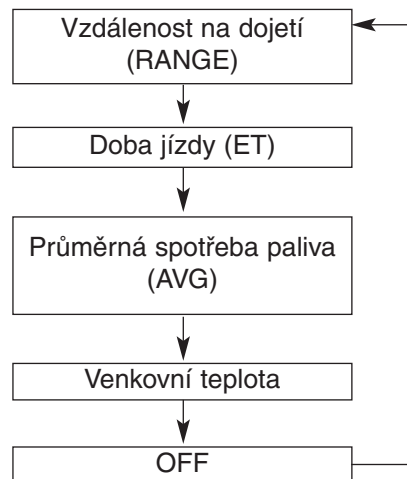 Vzdálenost na dojetí
(RANGE)
Doba jízdy (ET)
Průměrná spotřeba paliva
(AVG)
Venkovní teplota
OFF